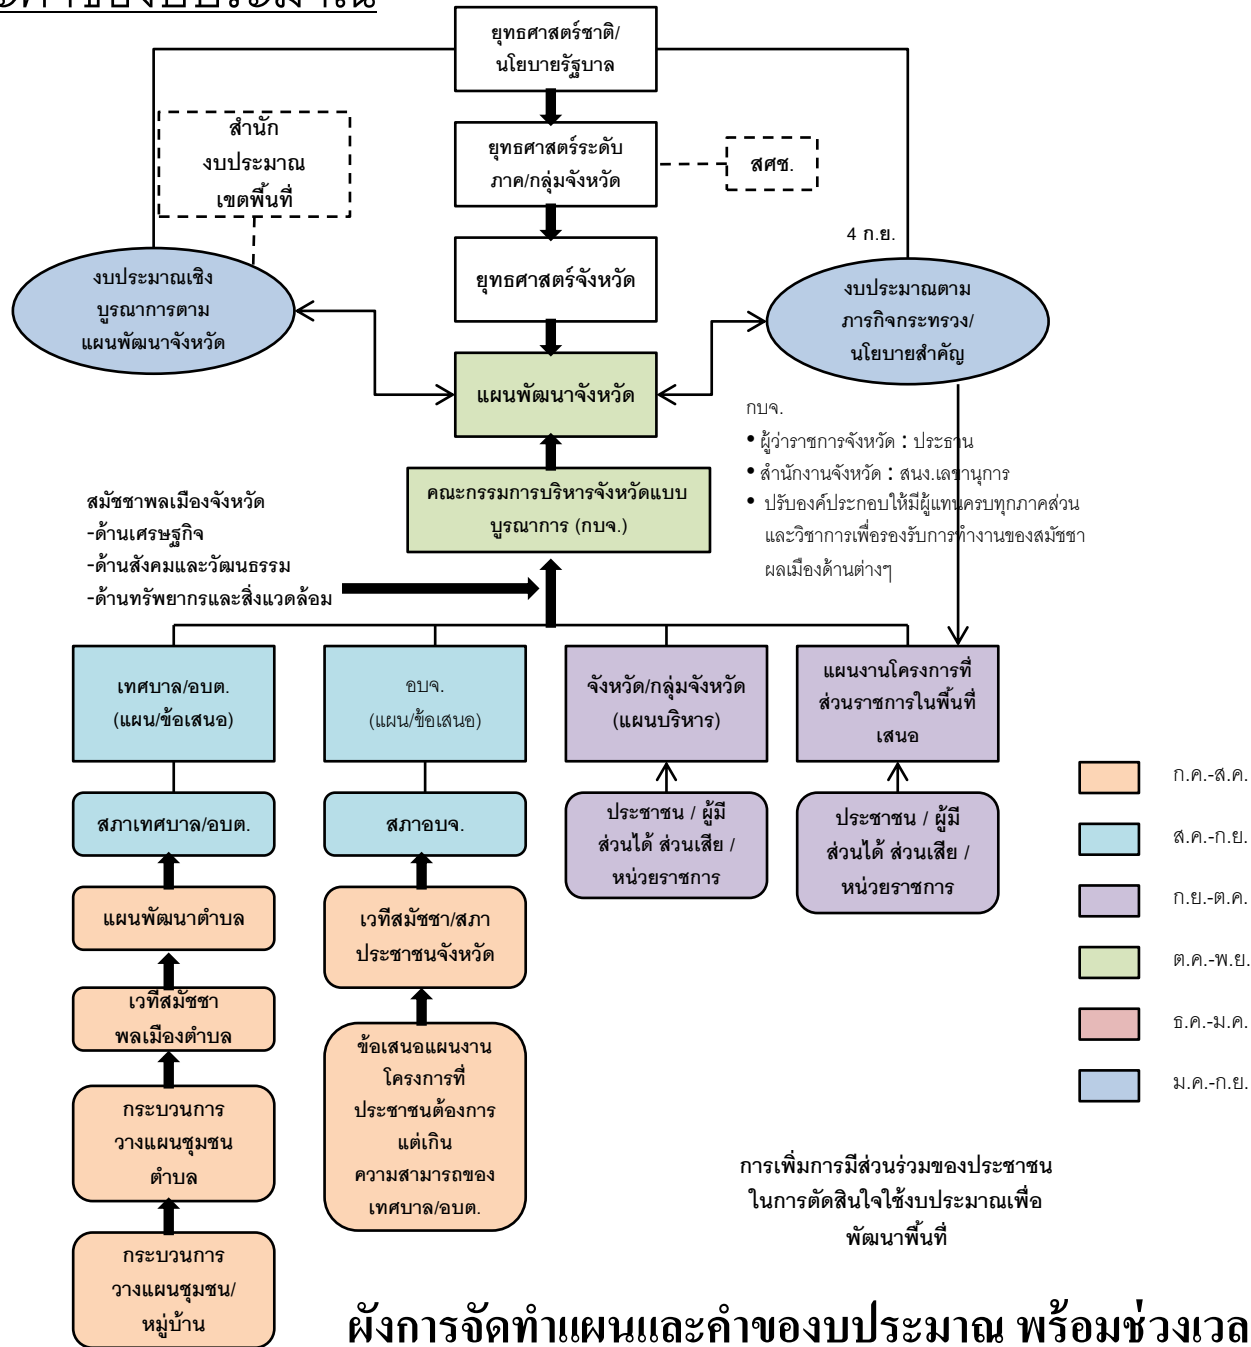 ยุทธศาสตร์ชาติ/
นโยบายรัฐบาล
สำนัก
งบประมาณ
เขตพื้นที่
ยุทธศาสตร์ระดับ
ภาค/กลุ่มจังหวัด
สศช.
4 ก.ย.
ยุทธศาสตร์จังหวัด
งบประมาณเชิง
บูรณาการตาม
แผนพัฒนาจังหวัด
งบประมาณตาม
ภารกิจกระทรวง/
นโยบายสำคัญ
แผนพัฒนาจังหวัด
กบจ.
• ผู้ว่าราชการจังหวัด : ประธาน
• สำนักงานจังหวัด : สนง.เลขานุการ
• ปรับองค์ประกอบให้มีผู้แทนครบทุกภาคส่วน
และวิชาการเพื่อรองรับการทำงานของสมัชชา
ผลเมืองด้านต่างๆ
คณะกรรมการบริหารจังหวัดแบบ
บูรณาการ (กบจ.)
สมัชชาพลเมืองจังหวัด
-ด้านเศรษฐกิจ
-ด้านสังคมและวัฒนธรรม
-ด้านทรัพยากรและสิ่งแวดล้อม
เทศบาล/อบต.
(แผน/ข้อเสนอ)
อบจ.
(แผน/ข้อเสนอ)
จังหวัด/กลุ่มจังหวัด
(แผนบริหาร)
แผนงานโครงการที่
ส่วนราชการในพื้นที่
เสนอ
สภาเทศบาล/อบต.
สภาอบจ.
ประชาชน / ผู้มี
ส่วนได้ ส่วนเสีย /
หน่วยราชการ
ประชาชน / ผู้มี
ส่วนได้ ส่วนเสีย /
หน่วยราชการ
แผนพัฒนาตำบล
เวทีสมัชชา/สภา
ประชาชนจังหวัด
เวทีสมัชชา
พลเมืองตำบล
ข้อเสนอแผนงาน
โครงการที่
ประชาชนต้องการ
แต่เกิน
ความสามารถของ
เทศบาล/อบต.
กระบวนการ
วางแผนชุมชน
ตำบล
กระบวนการ
วางแผนชุมชน/
หมู่บ้าน
ก.ค.-ส.ค.
ส.ค.-ก.ย.
ก.ย.-ต.ค.
ต.ค.-พ.ย.
ธ.ค.-ม.ค.
ม.ค.-ก.ย.
การเพิ่มการมีส่วนร่วมของประชาชน
ในการตัดสินใจใช้งบประมาณเพื่อ
พัฒนาพื้นที่
ผังการจัดทำแผนและคำของบประมาณ พร้อมช่วงเวล